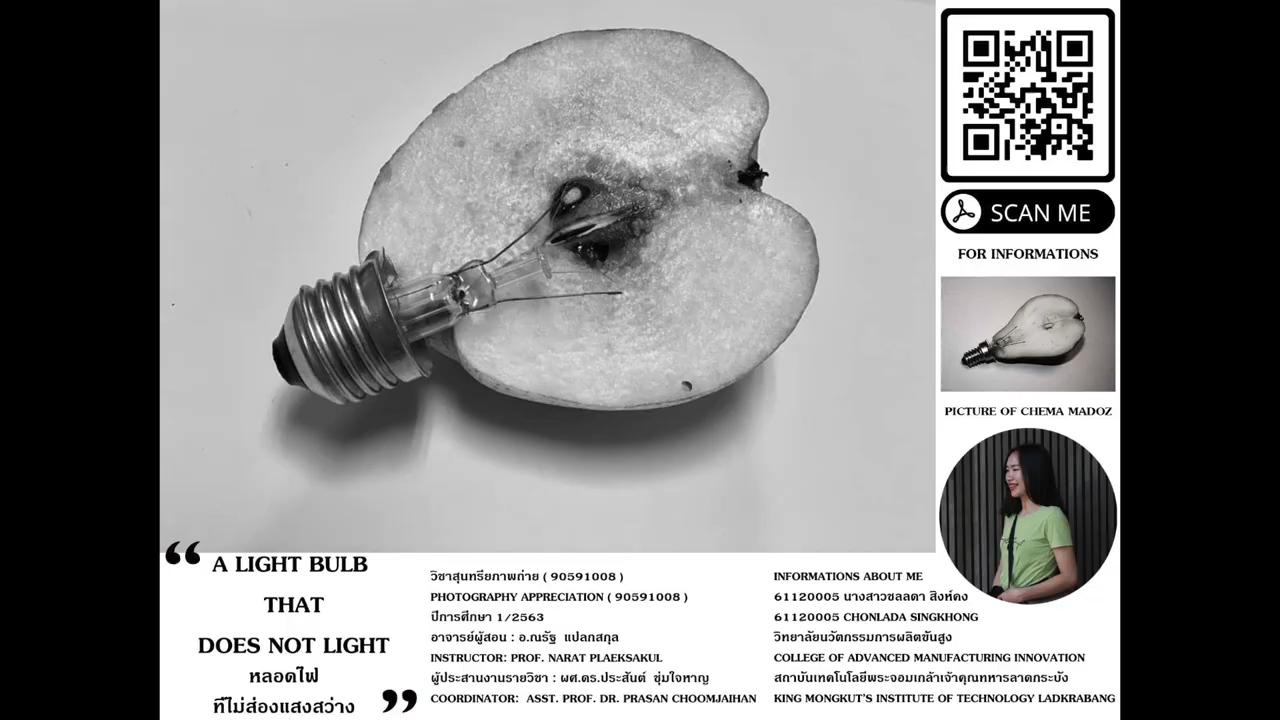 SCAN ME
FOR INFORMATIONS
PICTURE OF CHEMA MADOZ
“ A LIGHT BULB
THAT
DOES NOT LIGHT
หลอดไฟ
ที่ไม่ส่องแสงสว่าง ”
วิชาสุนทรียภาพถ่าย ( 90591008 )
PHOTOGRAPHY APPRECIATION ( 90591008 )
ปีการศึกษา 1/2563
อาจารย์ผู้สอน : อ.ณรัฐ แปลกสกุล
INSTRUCTOR: PROF. NARAT PLAEKSAKUL
ผู้ประสานงานรายวิชา : ผศ.ดร.ประสันต์ ชุ่มใจหาญ
COORDINATOR: ASST. PROF. DR. PRASAN CHOOMJAIHAN
INFORMATIONS ABOUT ME
61120005 นางสาวชลลดา สิงห์คง
61120005 CHONLADA SINGKHONG
วิทยาลัยนวัตกรรมการผลิตขั้นสูง
COLLEGE OF ADVANCED MANUFACTURING INNOVATION
สถาบันเทคโนโลยีพระจอมเกล้าเจ้าคุณทหารลาดกระบัง
KING MONGKUT'S INSTITUTE OF TECHNOLOGY LADKRABANG